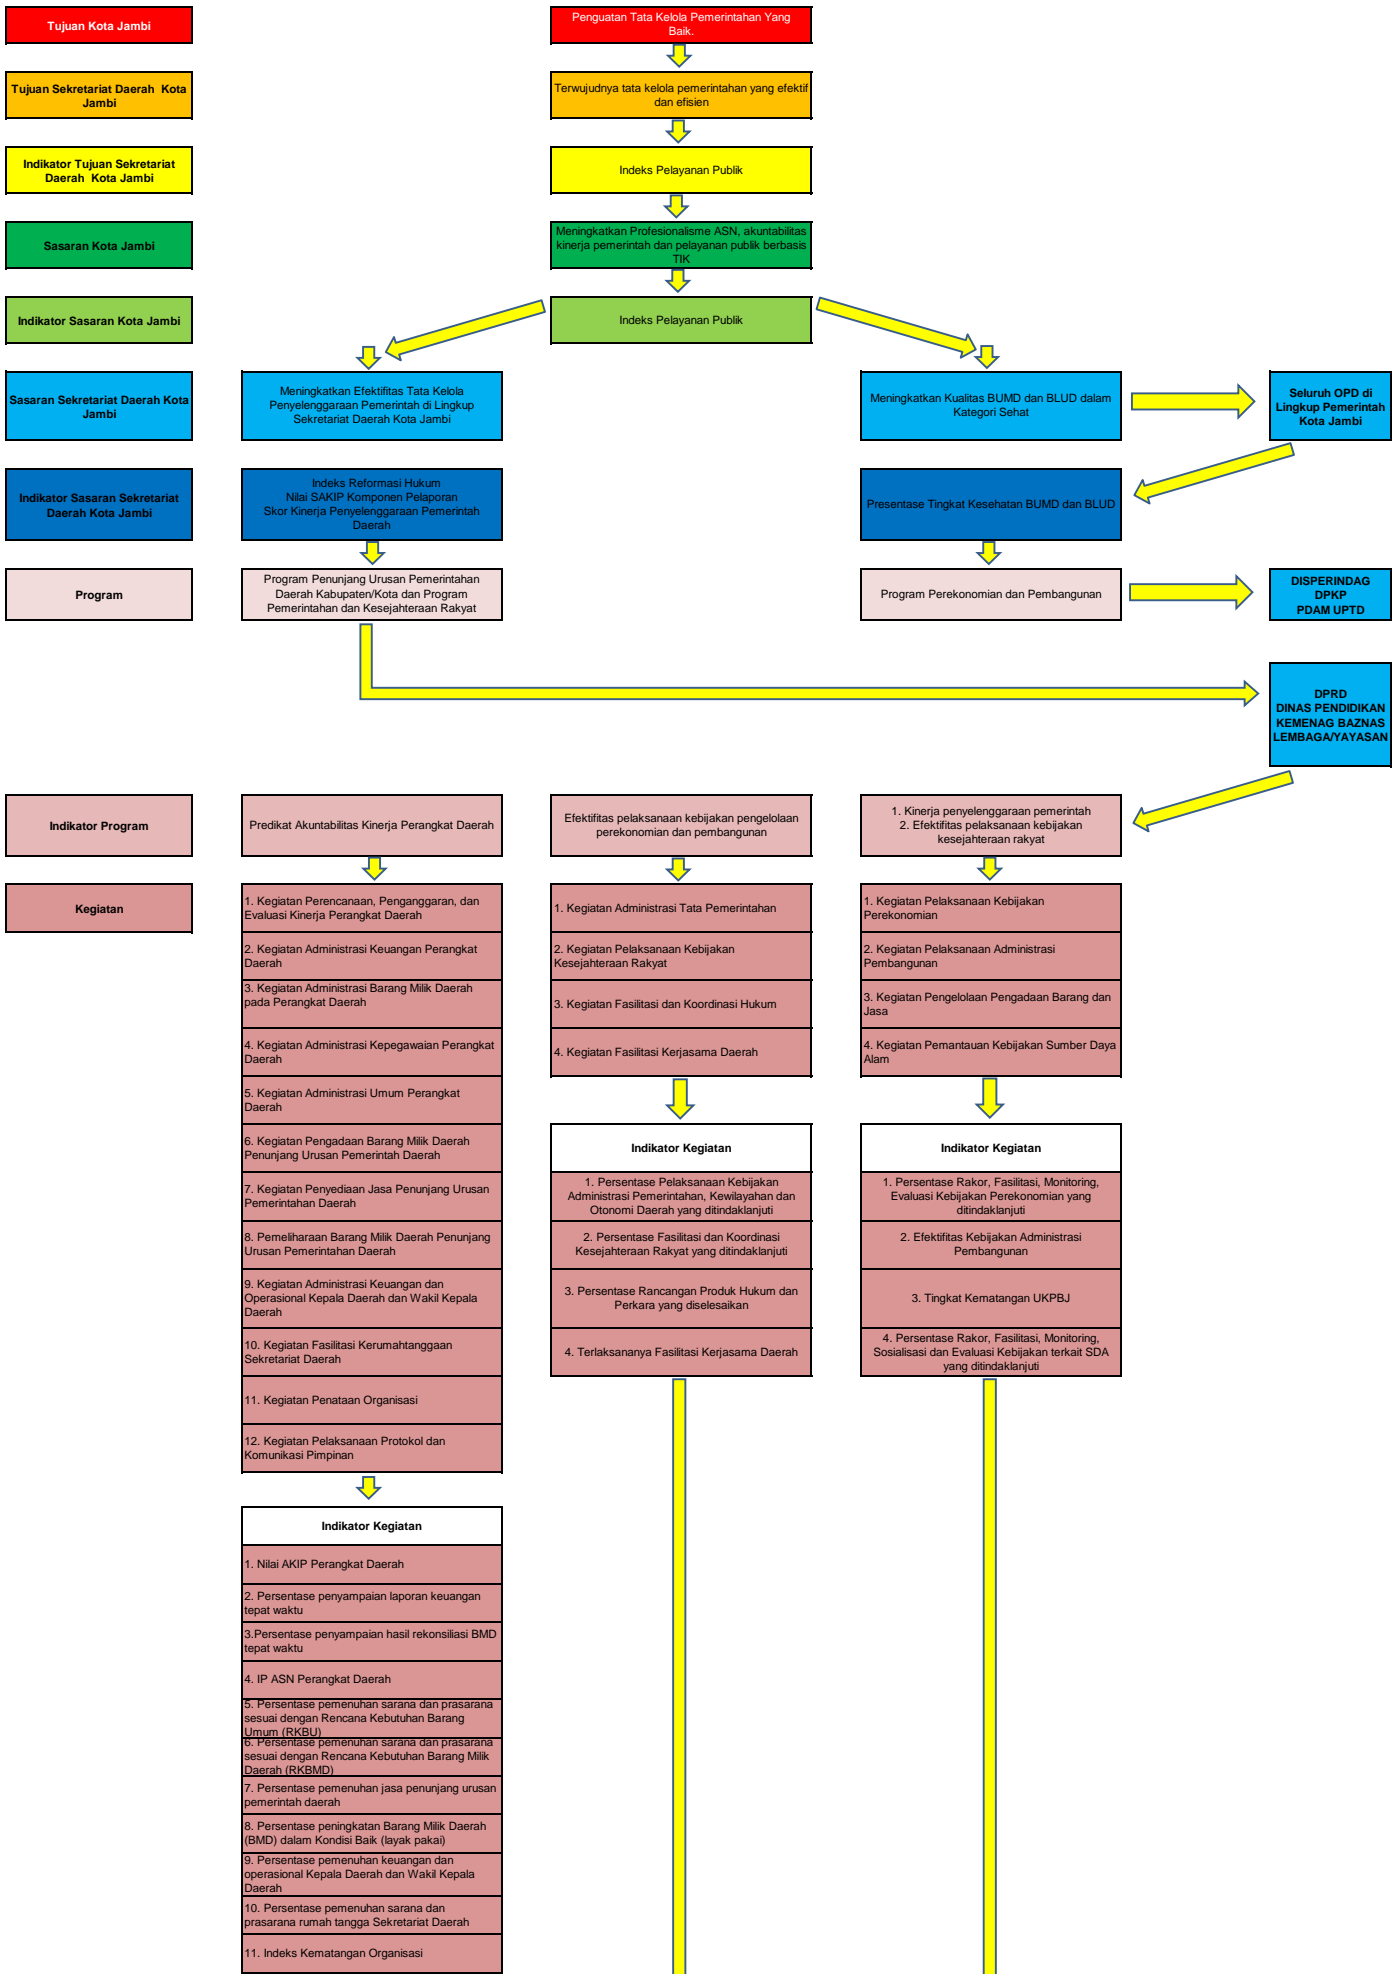 Tujuan Kota Jambi
Penguatan Tata Kelola Pemerintahan Yang
Baik.
Tujuan Sekretariat Daerah  Kota
Jambi
Terwujudnya tata kelola pemerintahan yang efektif
dan efisien
Indikator Tujuan Sekretariat
Daerah  Kota Jambi
Indeks Pelayanan Publik
Sasaran Kota Jambi
Meningkatkan Profesionalisme ASN, akuntabilitas
kinerja pemerintah dan pelayanan publik berbasis
TIK
Indikator Sasaran Kota Jambi
Indeks Pelayanan Publik
Sasaran Sekretariat Daerah Kota
Jambi
Meningkatkan Efektifitas Tata Kelola
Penyelenggaraan Pemerintah di Lingkup
Sekretariat Daerah Kota Jambi
Meningkatkan Kualitas BUMD dan BLUD dalam
Kategori Sehat
Seluruh OPD di
Lingkup Pemerintah
Kota Jambi
Indikator Sasaran Sekretariat
Daerah Kota Jambi
Indeks Reformasi Hukum
Nilai SAKIP Komponen Pelaporan
Skor Kinerja Penyelenggaraan Pemerintah
Daerah
Presentase Tingkat Kesehatan BUMD dan BLUD
Program
Program Penunjang Urusan Pemerintahan
Daerah Kabupaten/Kota dan Program
Pemerintahan dan Kesejahteraan Rakyat
Program Perekonomian dan Pembangunan
DISPERINDAG
DPKP
PDAM UPTD
DPRD
DINAS PENDIDIKAN
KEMENAG BAZNAS
LEMBAGA/YAYASAN
Indikator Program
Predikat Akuntabilitas Kinerja Perangkat Daerah
Efektifitas pelaksanaan kebijakan pengelolaan
perekonomian dan pembangunan
1. Kinerja penyelenggaraan pemerintah
2. Efektifitas pelaksanaan kebijakan
kesejahteraan rakyat
Kegiatan
1. Kegiatan Perencanaan, Penganggaran, dan
Evaluasi Kinerja Perangkat Daerah
2. Kegiatan Administrasi Keuangan Perangkat
Daerah
3. Kegiatan Administrasi Barang Milik Daerah
pada Perangkat Daerah
4. Kegiatan Administrasi Kepegawaian Perangkat
Daerah
5. Kegiatan Administrasi Umum Perangkat
Daerah
6. Kegiatan Pengadaan Barang Milik Daerah
Penunjang Urusan Pemerintah Daerah
7. Kegiatan Penyediaan Jasa Penunjang Urusan
Pemerintahan Daerah
8. Pemeliharaan Barang Milik Daerah Penunjang
Urusan Pemerintahan Daerah
9. Kegiatan Administrasi Keuangan dan
Operasional Kepala Daerah dan Wakil Kepala
Daerah
10. Kegiatan Fasilitasi Kerumahtanggaan
Sekretariat Daerah
11. Kegiatan Penataan Organisasi
12. Kegiatan Pelaksanaan Protokol dan
Komunikasi Pimpinan
1. Kegiatan Administrasi Tata Pemerintahan
2. Kegiatan Pelaksanaan Kebijakan
Kesejahteraan Rakyat
3. Kegiatan Fasiliti dan Koordinasi Hukum
4. Kegiatan Fasilitasi Kerjasama Daerah
1. Kegiatan Pelaksanaan Kebijakan
Perekonomian
2. Kegiatan Pelaksanaan Administrasi
Pembangunan
3. Kegiatan Pengelolaan Pengadaan Barang dan
Jasa
4. Kegiatan Pemantauan Kebijakan Sumber Daya
Alam
Indikator Kegiatan
1. Persentase Pelaksanaan Kebijakan
Administrasi Pemerintahan, Kewilayahan dan
Otonomi Daerah yang ditindaklanjuti
2. Persentase Fasilitasi dan Koordinasi
Kesejahteraan Rakyat yang ditindaklanjuti
3. Persentase Rancangan Produk Hukum dan
Perkara yang diselesaikan
4. Terlaksananya Fasilitasi Kerjasama Daerah
Indikator Kegiatan
1. Persentase Rakor, Fasilitasi, Monitoring,
Evaluasi Kebijakan Perekonomian yang
ditindaklanjuti
2. Efektifitas Kebijakan Administrasi
Pembangunan
3. Tingkat Kematangan UKPBJ
4. Persentase Rakor, Fasilitasi, Monitoring,
Sosialisasi dan Evaluasi Kebijakan terkait SDA
yang ditindaklanjuti
Indikator Kegiatan
1. Nilai AKIP Perangkat Daerah
2. Persentase penyampaian laporan keuangan
tepat waktu
3.Persentase penyampaian hasil rekonsiliasi BMD
tepat waktu
4. IP ASN Perangkat Daerah
5. Persentase pemenuhan sarana dan prasarana
sesuai dengan Rencana Kebutuhan Barang
Umum (RKBU)
6. Persentase pemenuhan sarana dan prasarana
sesuai dengan Rencana Kebutuhan Barang Milik
Daerah (RKBMD)
7. Persentase pemenuhan jasa penunjang urusan
pemerintah daerah
8. Persentase peningkatan Barang Milik Daerah
(BMD) dalam Kondisi Baik (layak pakai)
9. Persentase pemenuhan keuangan dan
operasional Kepala Daerah dan Wakil Kepala
Daerah
10. Persentase pemenuhan sarana dan
prasarana rumah tangga Sekretariat Daerah
11. Indeks Kematangan Organisasi